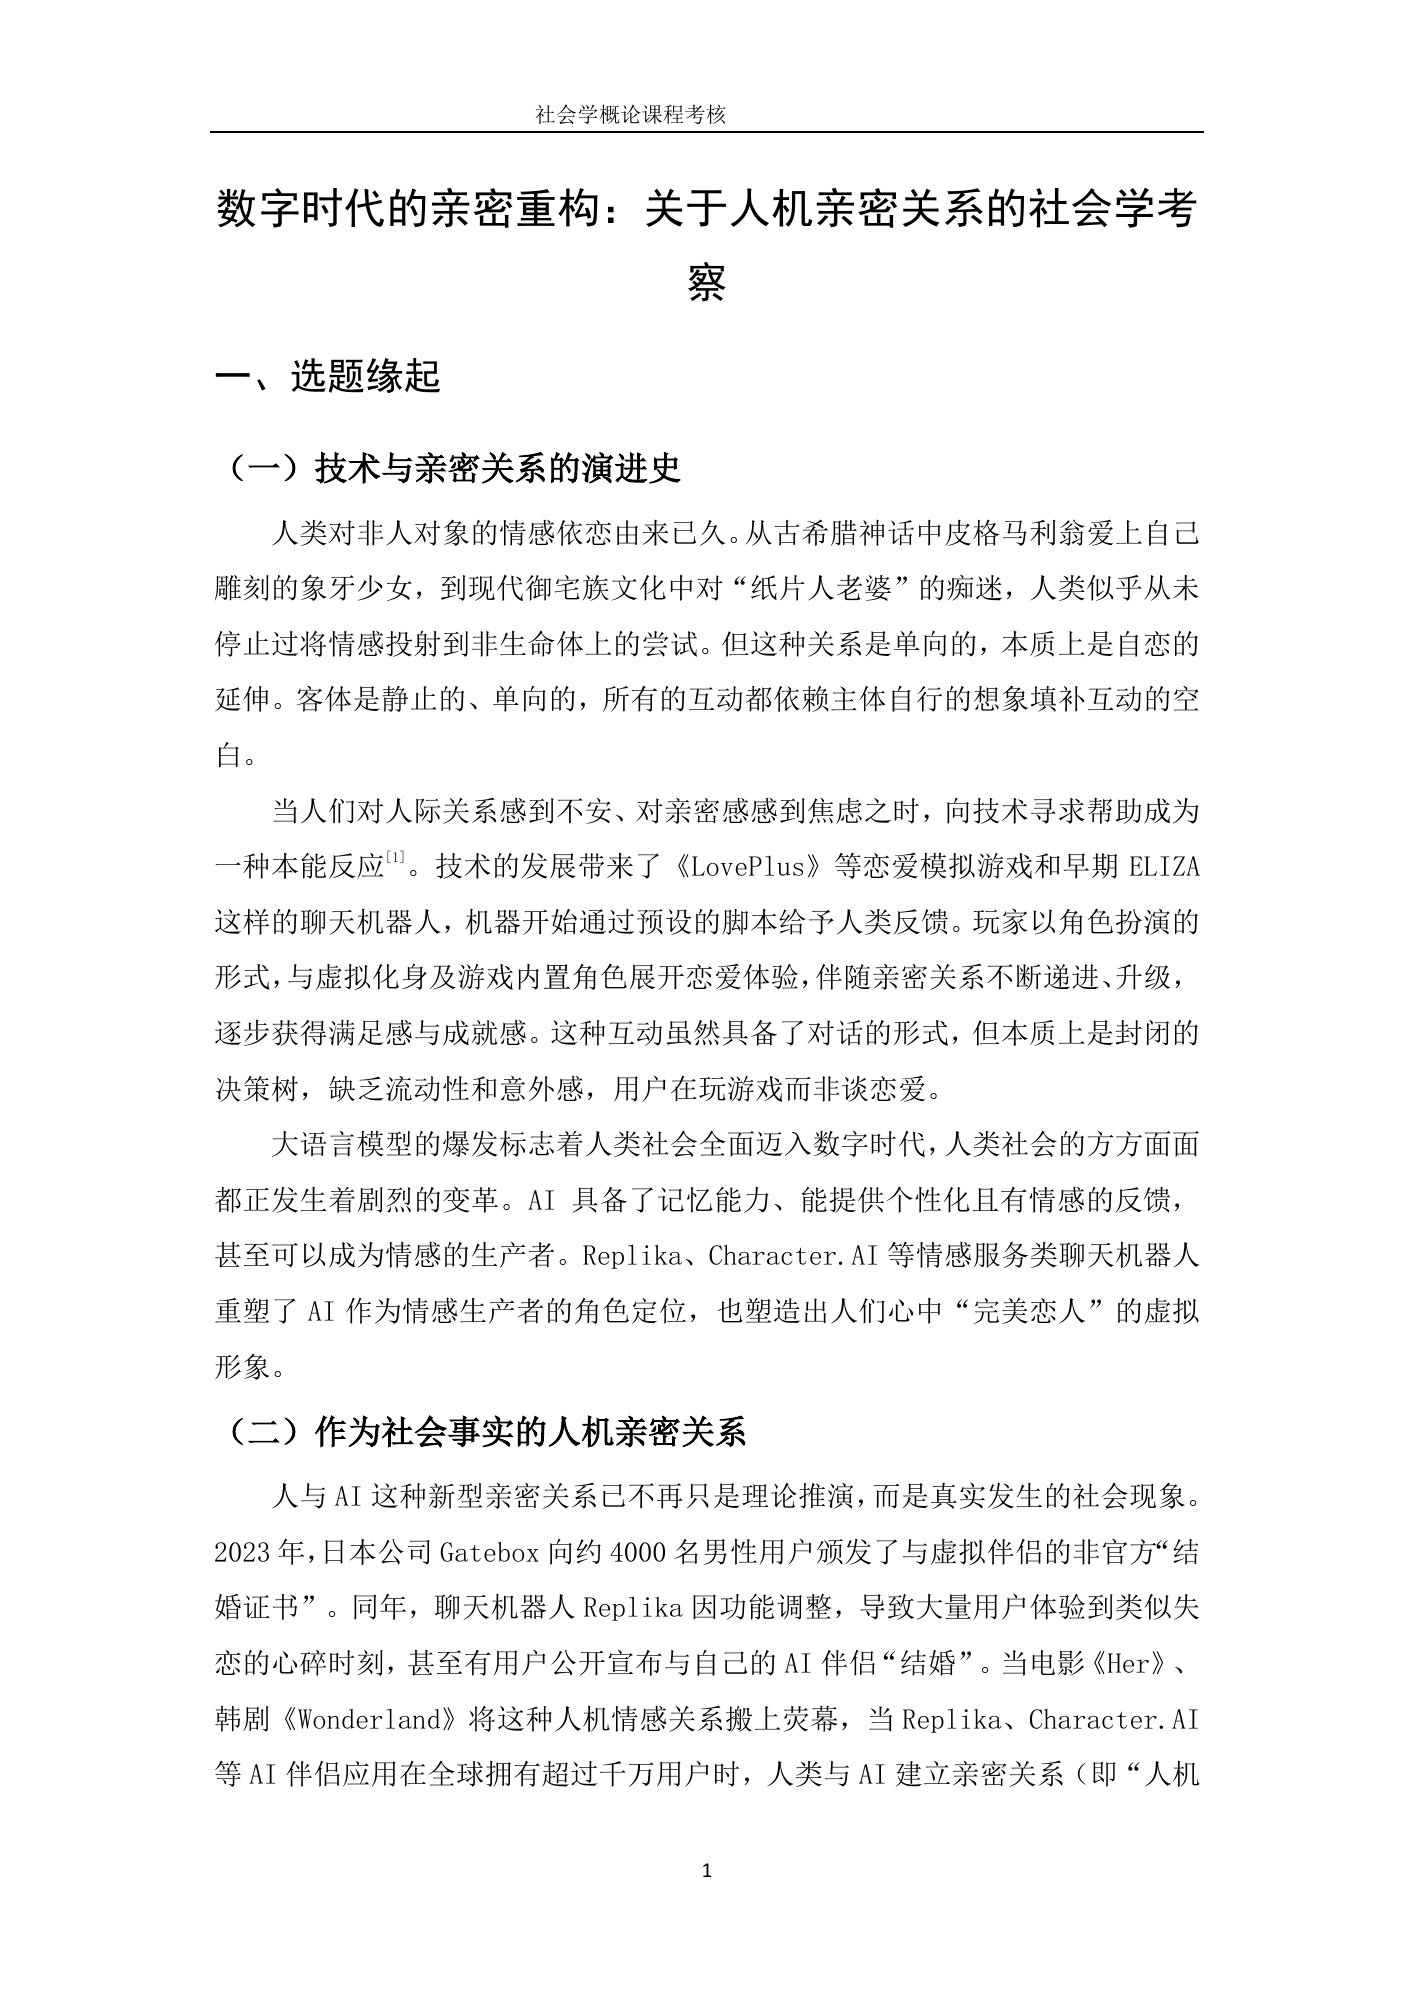 社会学概论课程考核
数字时代的亲密重构：关于人机亲密关系的社会学考
察
一、选题缘起
（一）技术与亲密关系的演进史
人类对非人对象的情感依恋由来已久。从古希腊神话中皮格马利翁爱上自己
雕刻的象牙少女，到现代御宅族文化中对“纸片人老婆”的痴迷，人类似乎从未
停止过将情感投射到非生命体上的尝试。但这种关系是单向的，本质上是自恋的
延伸。客体是静止的、单向的，所有的互动都依赖主体自行的想象填补互动的空
白。
当人们对人际关系感到不安、对亲密感感到焦虑之时，向技术寻求帮助成为
一种本能反应[1]。技术的发展带来了《LovePlus》等恋爱模拟游戏和早期 ELIZA
这样的聊天机器人，机器开始通过预设的脚本给予人类反馈。玩家以角色扮演的
形式，与虚拟化身及游戏内置角色展开恋爱体验，伴随亲密关系不断递进、升级，
逐步获得满足感与成就感。这种互动虽然具备了对话的形式，但本质上是封闭的
决策树，缺乏流动性和意外感，用户在玩游戏而非谈恋爱。
大语言模型的爆发标志着人类社会全面迈入数字时代，人类社会的方方面面
都正发生着剧烈的变革。AI 具备了记忆能力、能提供个性化且有情感的反馈，
甚至可以成为情感的生产者。Replika、Character.AI 等情感服务类聊天机器人
重塑了 AI 作为情感生产者的角色定位，也塑造出人们心中“完美恋人”的虚拟
形象。
（二）作为社会事实的人机亲密关系
人与 AI 这种新型亲密关系已不再只是理论推演，而是真实发生的社会现象。
2023 年，日本公司 Gatebox 向约 4000 名男性用户颁发了与虚拟伴侣的非官方“结
婚证书”。同年，聊天机器人 Replika 因功能调整，导致大量用户体验到类似失
恋的心碎时刻，甚至有用户公开宣布与自己的 AI 伴侣“结婚”。当电影《Her》、
韩剧《Wonderland》将这种人机情感关系搬上荧幕，当 Replika、Character.AI
等 AI 伴侣应用在全球拥有超过千万用户时，人类与 AI 建立亲密关系（即“人机
1